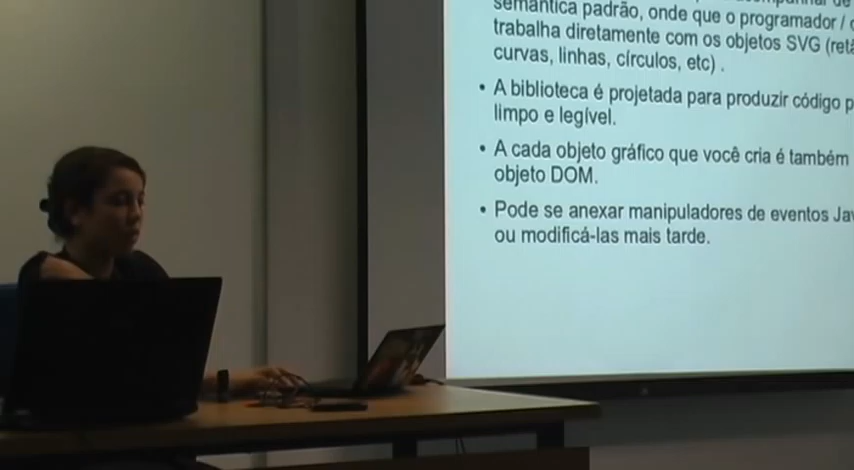 semântica padrão, onde que o programador /
trabalha diretamente com os objetos SVG (retâ
curvas, linhas, círculos, etc) .
• A biblioteca é projetada para produzir código p
limpo e legível.
• A cada objeto gráfico que você cria é também
objeto DOM.
• Pode se anexar manipuladores de eventos Jav
ou modificá-las mais tarde.